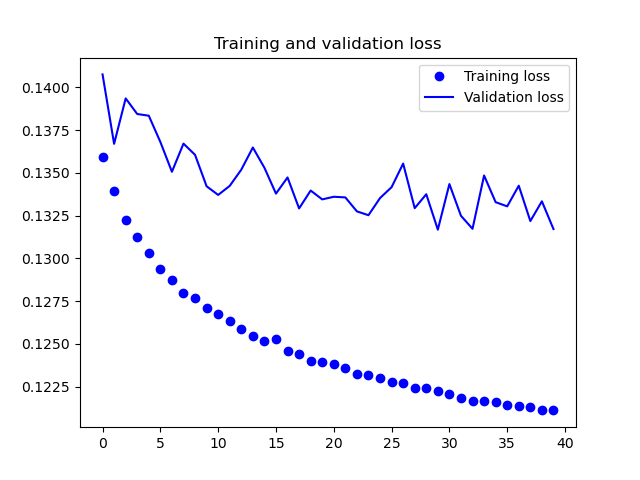 Training and validation loss
Training loss
Validation loss
0.1400
0.1375
0.1350
0.1325
0.1300
0.1275
0.1250
0.1225
0 5 10 15 20 25 30 35 40